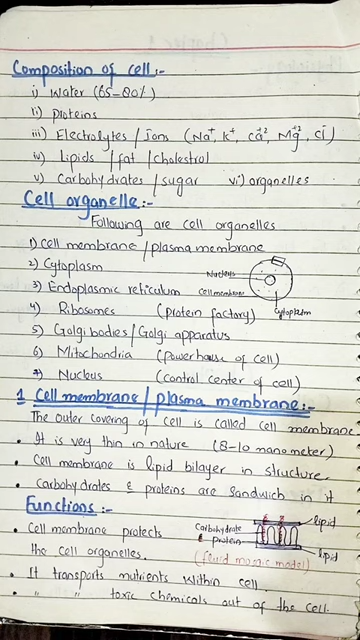 Composition of cell:-
i) Water (65-80%)
ii) Proteins
iii) Electrolytes / Ions (Na⁺, K⁺, Ca⁺², Mg⁺², Cl⁻)
iv) Lipids / fat / cholestrol
v) Carbohydrates / sugar vi) organelles
Cell organelle:-
Following are cell organelles
1) Cell membrane / plasma membrane
2) Cytoplasm
Nucleus
3) Endoplasmic reticulum
Cell membrane
Cytoplasm
4) Ribosomes (protein factory)
5) Golgi bodies / Golgi apparatus
6) Mitochondria (Powerhouse of cell)
7) Nucleus (control center of cell)
1 Cell membrane / plasma membrane:-
The outer covering of cell is called cell membrane
• It is very thin in nature (8-10 nanometer)
• Cell membrane is lipid bilayer in structure.
• Carbohydrates & proteins are sandwich in it
Functions:-
• Cell membrane protects
Carbohydrate
& protein
lipid
lipid
the cell organelles.
(fluid mosaic model)
• It transports nutrients within cell.
• " " toxic chemicals out of the cell.